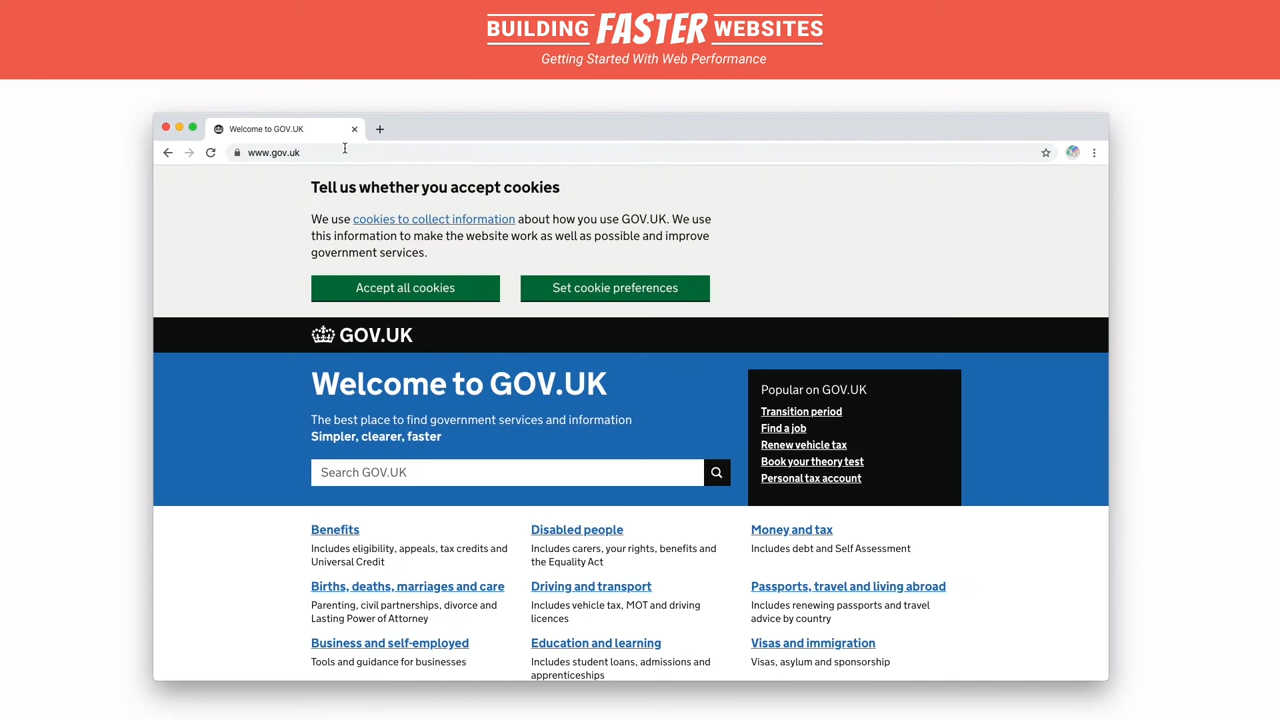 BUILDING FASTER WEBSITES
Getting Started With Web Performance
Welcome to GOV.UK
www.gov.uk
Tell us whether you accept cookies
We use cookies to collect information about how you use GOV.UK. We use
this information to make the website work as well as possible and improve
government services.
Accept all cookies
Set cookie preferences
GOV.UK
Welcome to GOV.UK
The best place to find government services and information
Simpler, clearer, faster
Search GOV.UK
Popular on GOV.UK
Transition period
Find a job
Renew vehicle tax
Book your theory test
Personal tax account
Benefits
Includes eligibility, appeals, tax credits and
Universal Credit
Disabled people
Includes carers, your rights, benefits and
the Equality Act
Money and tax
Includes debt and Self Assessment
Births, deaths, marriages and care
Parenting, civil partnerships, divorce and
Lasting Power of Attorney
Driving and transport
Includes vehicle tax, MOT and driving
licences
Passports, travel and living abroad
Includes renewing passports and travel
advice by country
Business and self-employed
Tools and guidance for businesses
Education and learning
Includes student loans, admissions and
apprenticeships
Visas and immigration
Visas, asylum and sponsorship